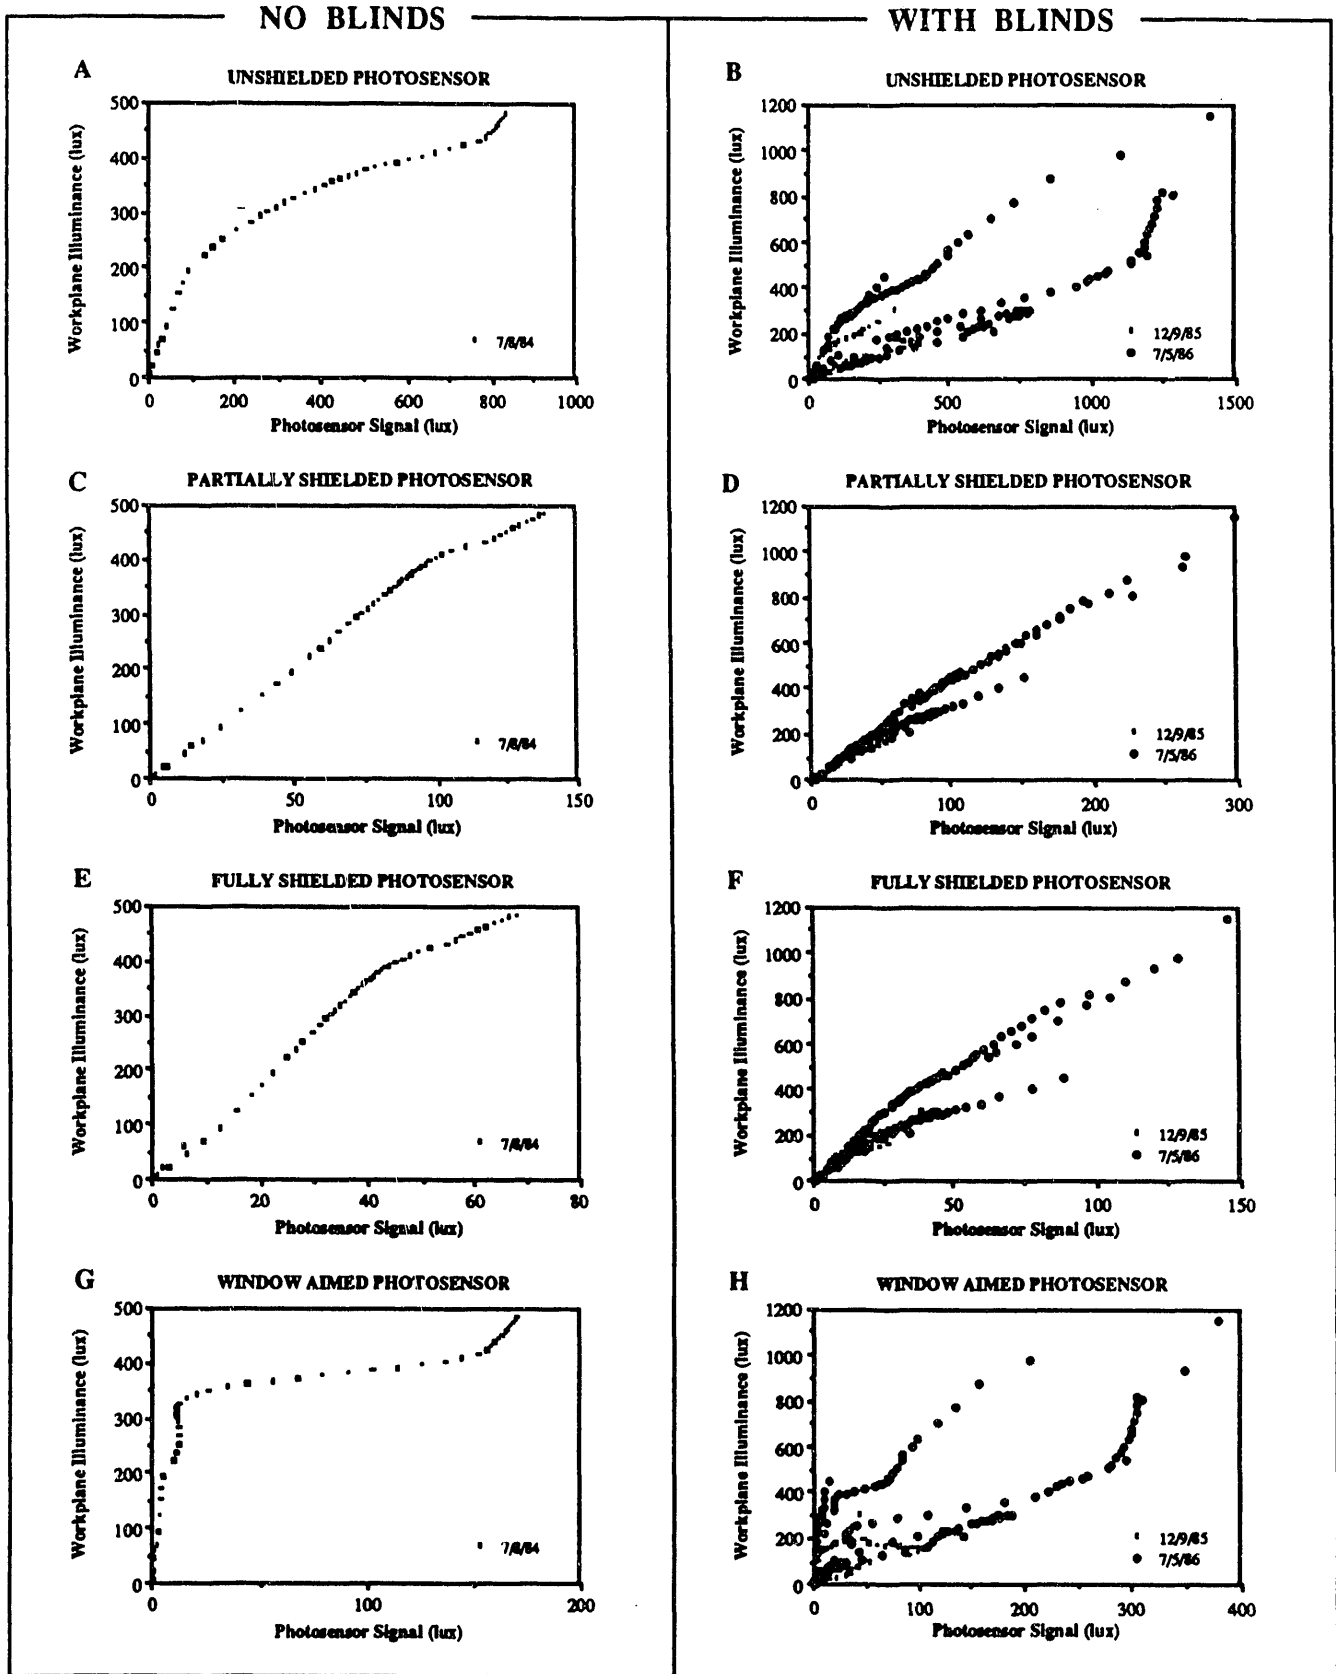 NO BLINDS
WITH BLINDS
A
UNSHIELDED PHOTOSENSOR
Workplane Illuminance (lux)
500
400
300
200
100
0
7/8/84
0 200 400 600 800 1000
Photosensor Signal (lux)
B
UNSHIELDED PHOTOSENSOR
Workplane Illuminance (lux)
1200
1000
800
600
400
200
0
12/9/85
7/5/86
0 500 1000 1500
Photosensor Signal (lux)
C
PARTIALLY SHIELDED PHOTOSENSOR
Workplane Illuminance (lux)
500
400
300
200
100
0
7/8/84
0 50 100 150
Photosensor Signal (lux)
D
PARTIALLY SHIELDED PHOTOSENSOR
Workplane Illuminance (lux)
1200
1000
800
600
400
200
0
12/9/85
7/5/86
0 100 200 300
Photosensor Signal (lux)
E
FULLY SHIELDED PHOTOSENSOR
Workplane Illuminance (lux)
500
400
300
200
100
0
7/8/84
0 20 40 60 80
Photosensor Signal (lux)
F
FULLY SHIELDED PHOTOSENSOR
Workplane Illuminance (lux)
1200
1000
800
600
400
200
0
12/9/85
7/5/86
0 50 100 150
Photosensor Signal (lux)
G
WINDOW AIMED PHOTOSENSOR
Workplane Illuminance (lux)
500
400
300
200
100
0
7/8/84
0 100 200
Photosensor Signal (lux)
H
WINDOW AIMED PHOTOSENSOR
Workplane Illuminance (lux)
1200
1000
800
600
400
200
0
12/9/85
7/5/86
0 100 200 300 400
Photosensor Signal (lux)